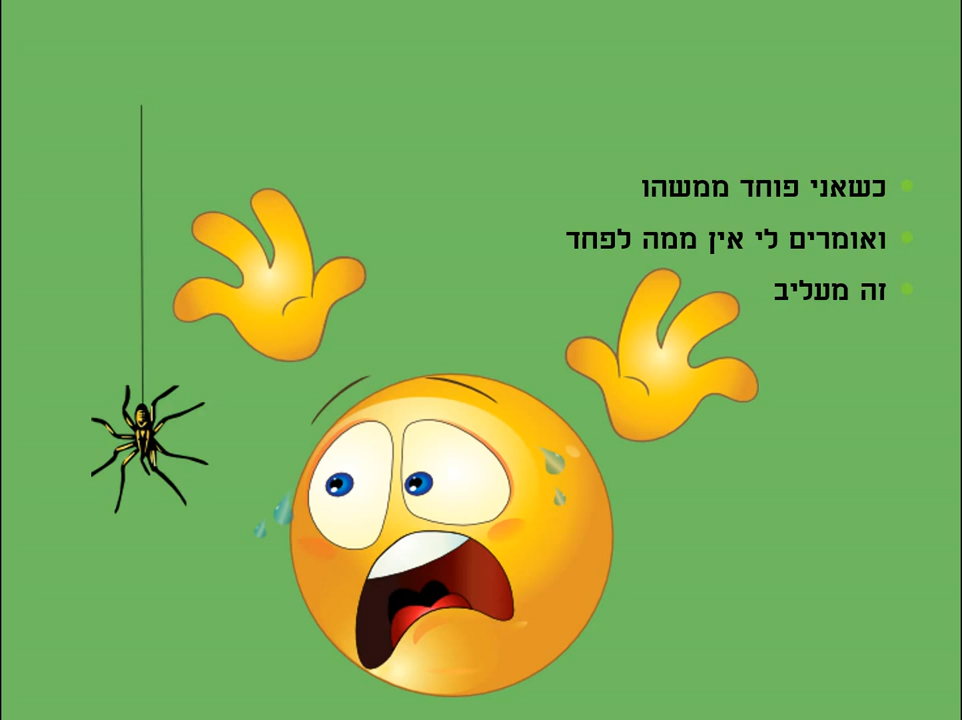 כשאני פוחד ממשהו
ואומרים לי אין ממה לפחד
זה מעליב